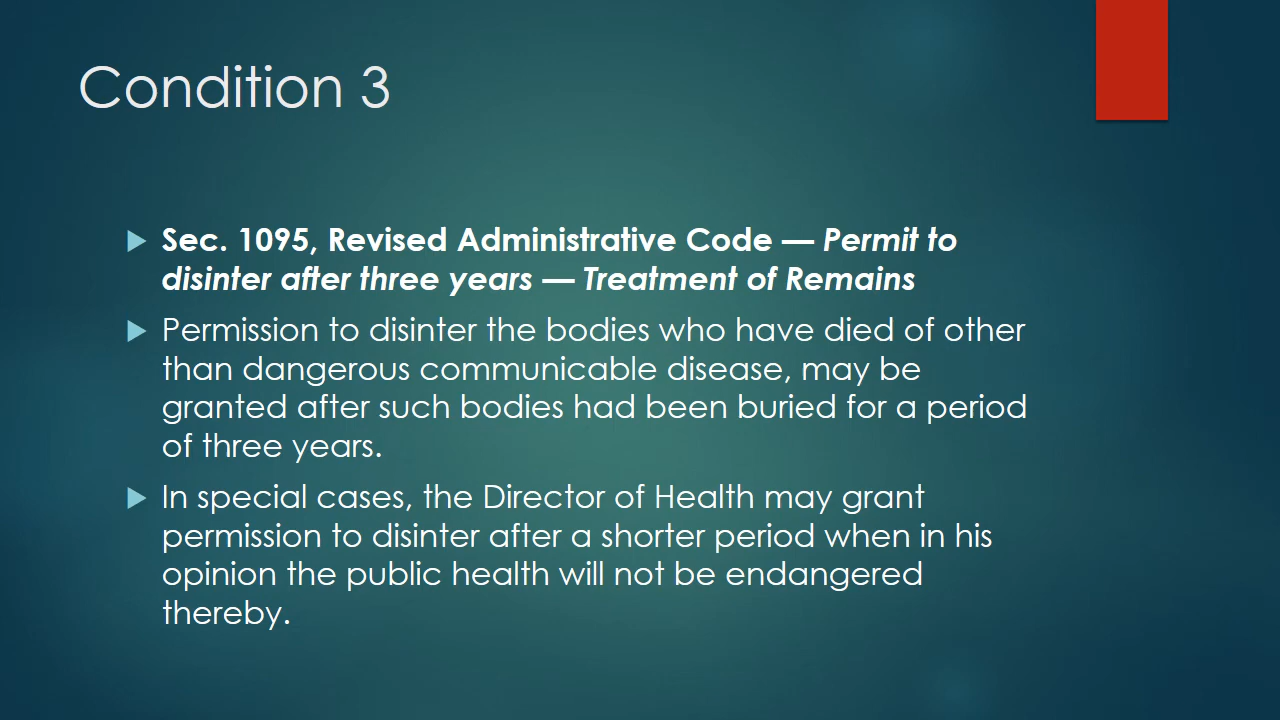 Condition 3
Sec. 1095, Revised Administrative Code — Permit to
disinter after three years — Treatment of Remains
Permission to disinter the bodies who have died of other
than dangerous communicable disease, may be
granted after such bodies had been buried for a period
of three years.
In special cases, the Director of Health may grant
permission to disinter after a shorter period when in his
opinion the public health will not be endangered
thereby.